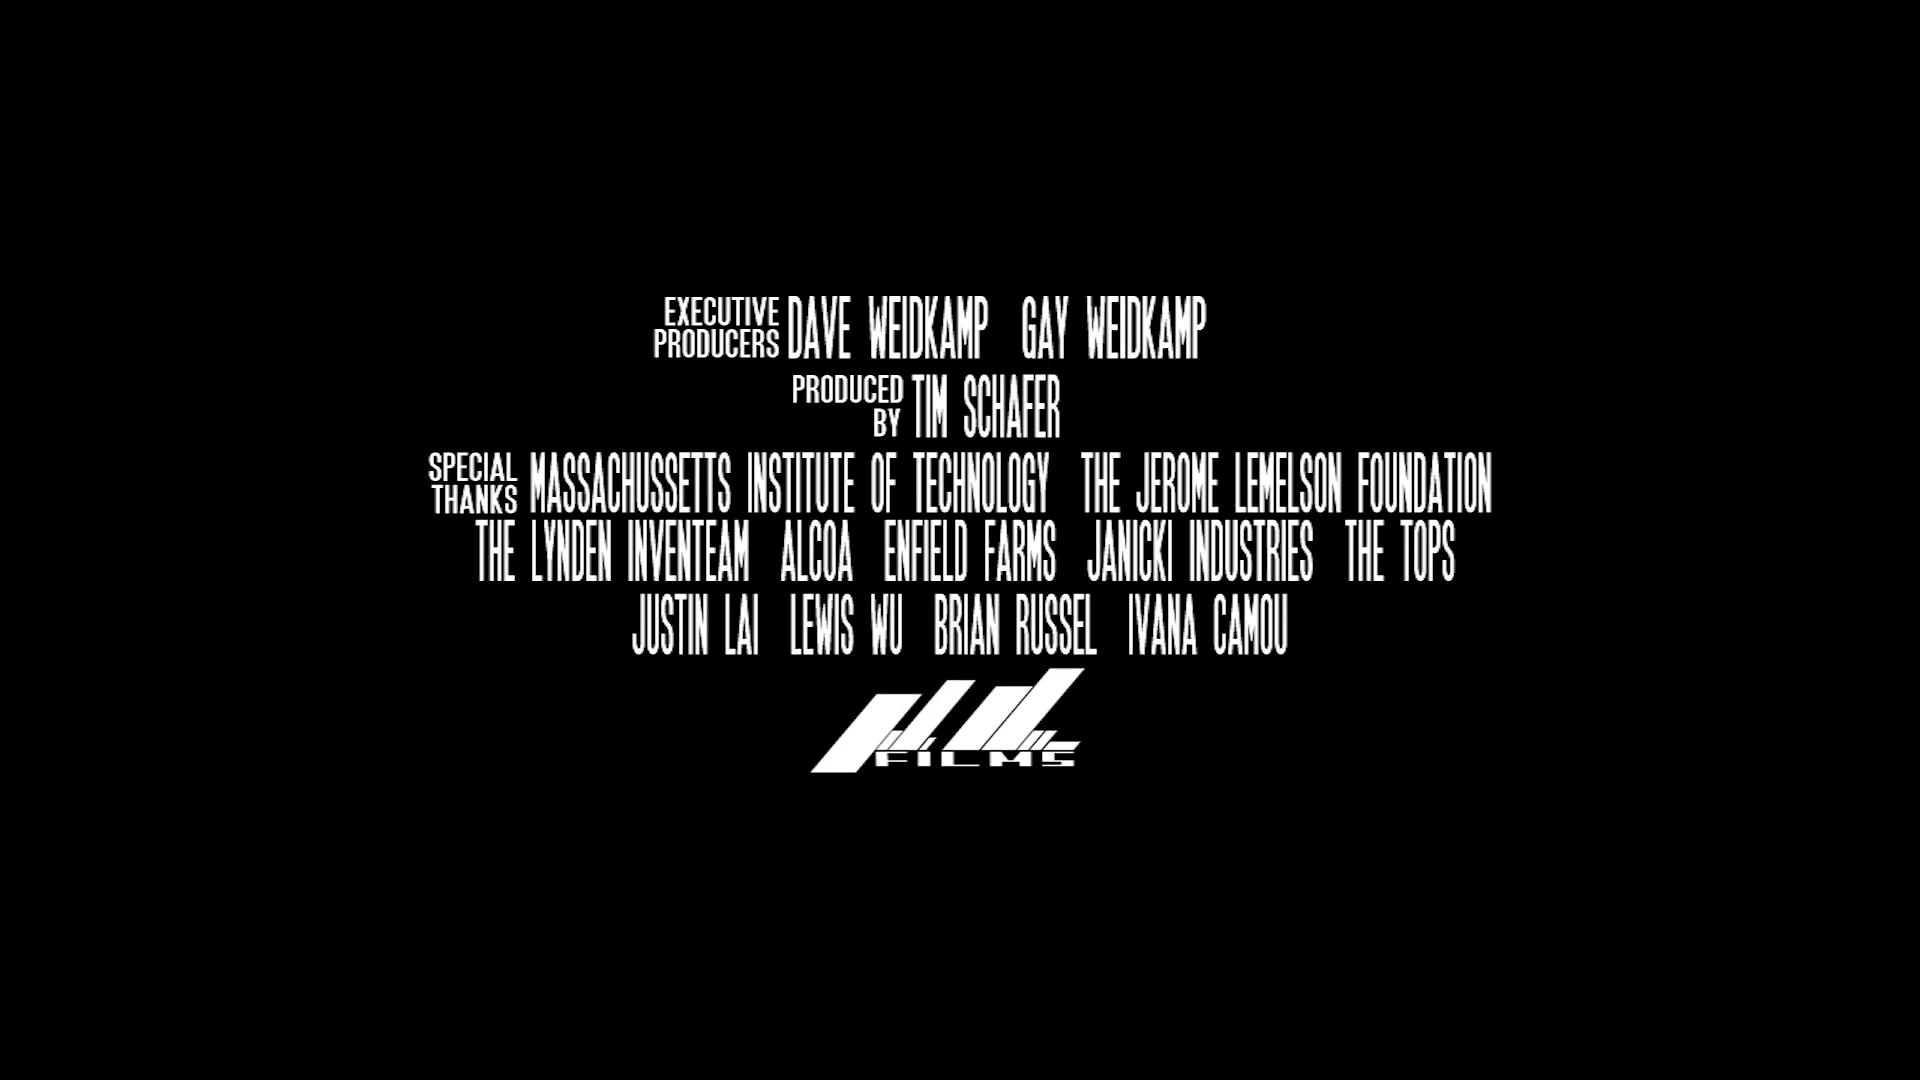 EXECUTIVE PRODUCERS DAVE WEIDKAMP GAY WEIDKAMP
PRODUCED BY TIM SCHAFER
SPECIAL THANKS MASSACHUSSETTS INSTITUTE OF TECHNOLOGY THE JEROME LEMELSON FOUNDATION
THE LYNDEN INVENTEAM ALCOA ENFIELD FARMS JANICKI INDUSTRIES THE TOPS
JUSTIN LAI LEWIS WU BRIAN RUSSEL IVANA CAMOU
FILMS